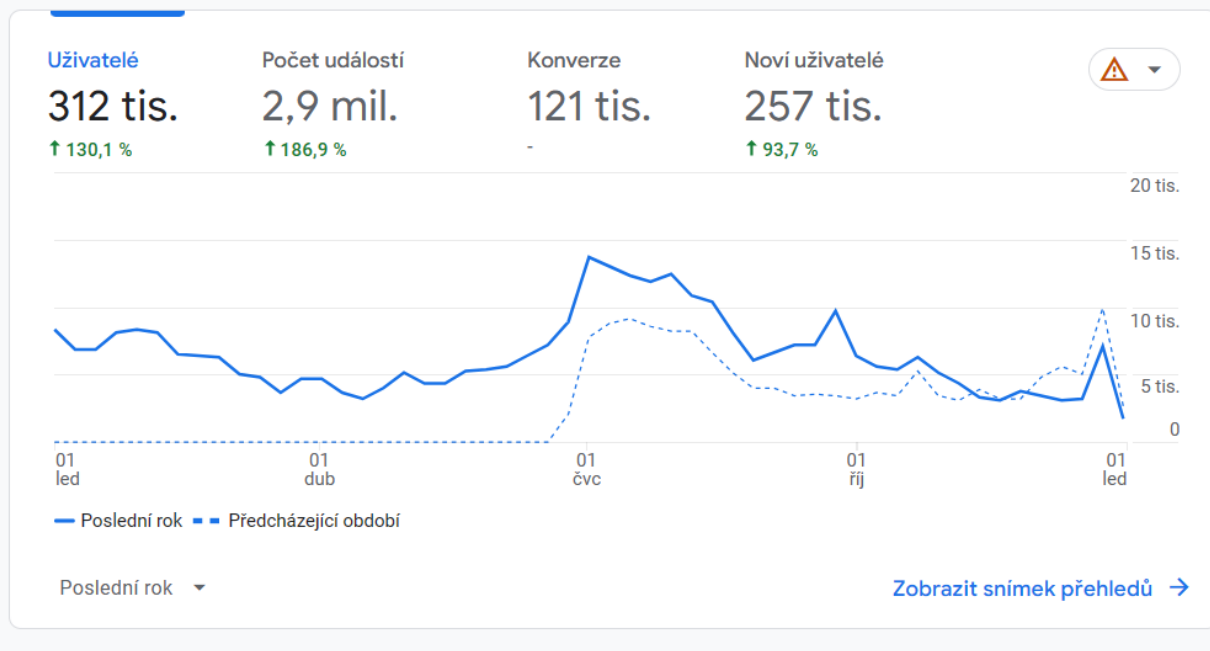 Uživatelé Počet událostí Konverze Noví uživatelé
312 tis. 2,9 mil. 121 tis. 257 tis.
130,1 % 186,9 % - 93,7 %
20 tis.
15 tis.
10 tis.
5 tis.
0
01 01 01 01 01
led dub čvc říj led
Poslední rok Předcházející období
Poslední rok Zobrazit snímek přehledů